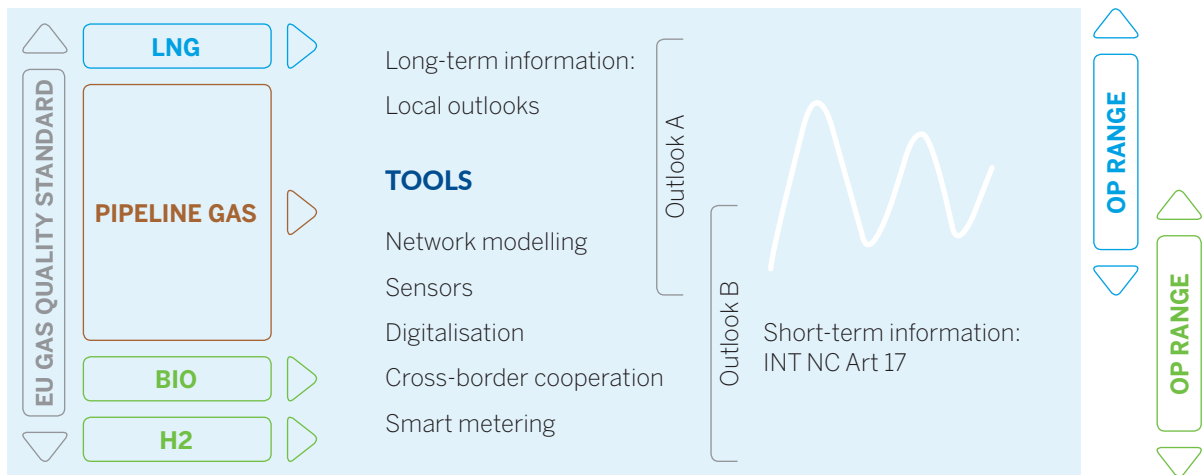 EU GAS QUALITY STANDARD
LNG
PIPELINE GAS
BIO
H2
Long-term information:
Local outlooks
TOOLS
Network modelling
Sensors
Digitalisation
Cross-border cooperation
Smart metering
Outlook A
Outlook B
Short-term information:
INT NC Art 17
OP RANGE
OP RANGE